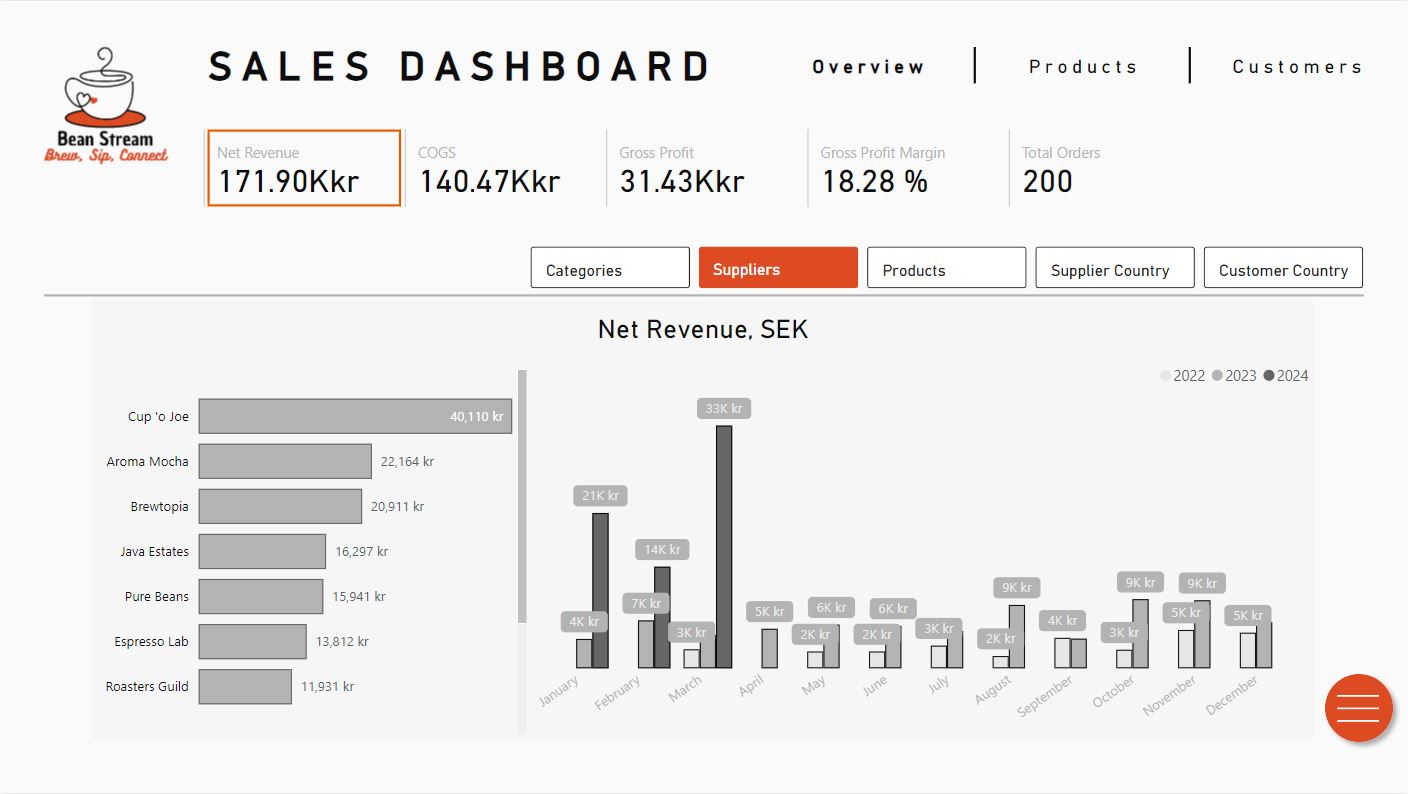 SALES DASHBOARD
Overview
Products
Customers
Bean Stream
Brew, Sip, Connect
Net Revenue
171.90Kkr
COGS
140.47Kkr
Gross Profit
31.43Kkr
Gross Profit Margin
18.28 %
Total Orders
200
Categories
Suppliers
Products
Supplier Country
Customer Country
Net Revenue, SEK
2022 2023 2024
Cup 'o Joe 40,110 kr
Aroma Mocha 22,164 kr
Brewtopia 20,911 kr
Java Estates 16,297 kr
Pure Beans 15,941 kr
Espresso Lab 13,812 kr
Roasters Guild 11,931 kr
4K kr
21K kr
7K kr
14K kr
3K kr
33K kr
5K kr
2K kr
6K kr
2K kr
6K kr
3K kr
2K kr
9K kr
4K kr
3K kr
9K kr
5K kr
9K kr
5K kr
January
February
March
April
May
June
July
August
September
October
November
December